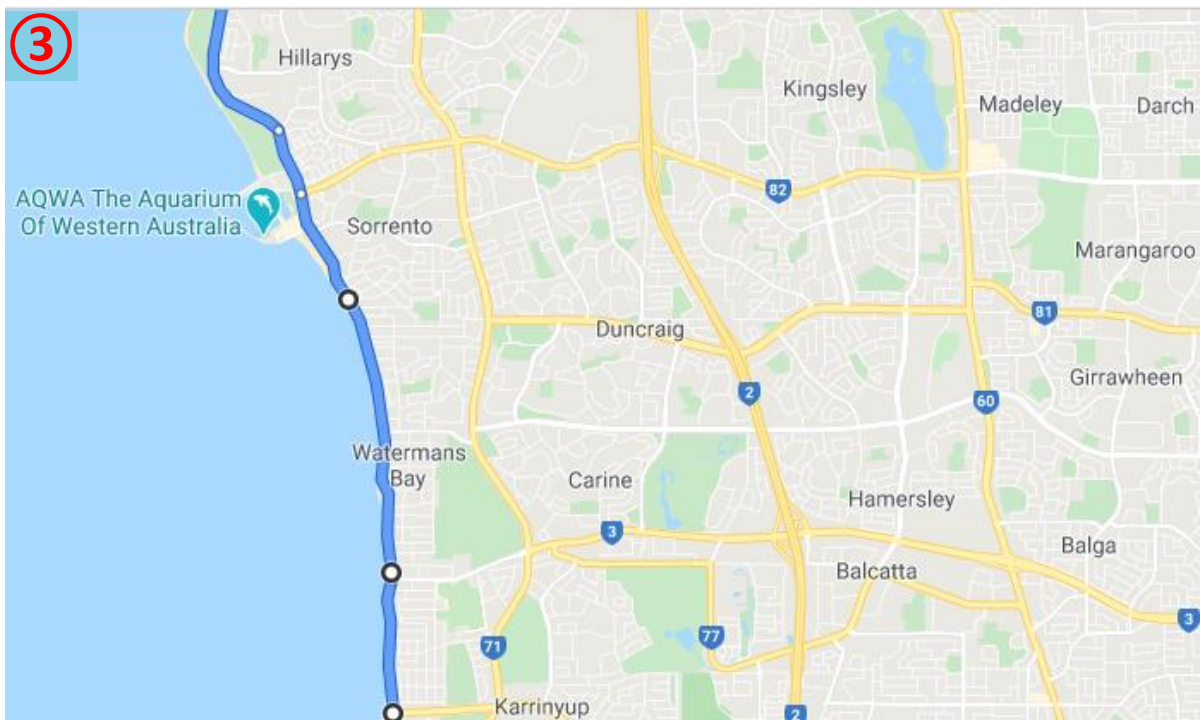 ③
Hillarys
Kingsley
Madeley
Darch
82
AQWA The Aquarium
Of Western Australia
Sorrento
Marangaroo
81
Duncraig
Girrawheen
2
60
Watermans
Bay
Carine
Hamersley
3
Balga
Balcatta
3
77
71
Karrinyup
2